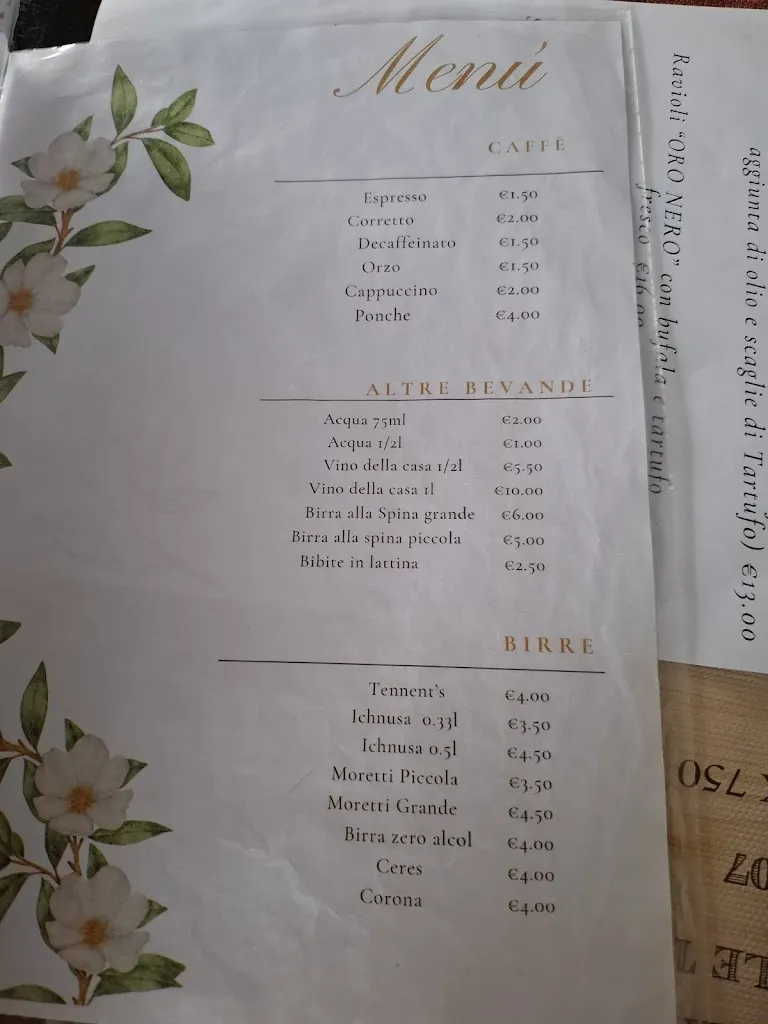 Menú
CAFFÈ
Espresso €1.50
Corretto €2.00
Decaffeinato €1.50
Orzo €1.50
Cappuccino €2.00
Ponche €4.00
ALTRE BEVANDE
Acqua 75ml €2.00
Acqua 1/2l €1.00
Vino della casa 1/2l €5.50
Vino della casa 1l €10.00
Birra alla Spina grande €6.00
Birra alla spina piccola €5.00
Bibite in lattina €2.50
BIRRE
Tennent's €4.00
Ichnusa 0.33l €3.50
Ichnusa 0.5l €4.50
Moretti Piccola €3.50
Moretti Grande €4.50
Birra zero alcol €4.00
Ceres €4.00
Corona €4.00
aggiunta di olio e scaglie di Tartufo) €13.00
Ravioli "ORO NERO" con bufala e tartufo
fresco €16.00
750
07
LE